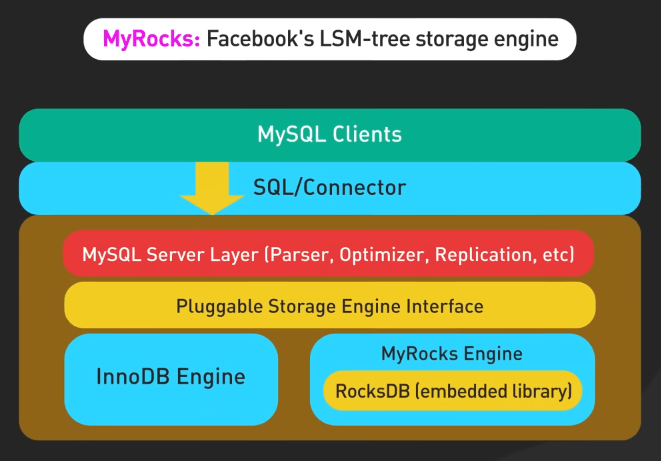 MyRocks: Facebook's LSM-tree storage engine
MySQL Clients
SQL/Connector
MySQL Server Layer (Parser, Optimizer, Replication, etc)
Pluggable Storage Engine Interface
InnoDB Engine
MyRocks Engine
RocksDB (embedded library)